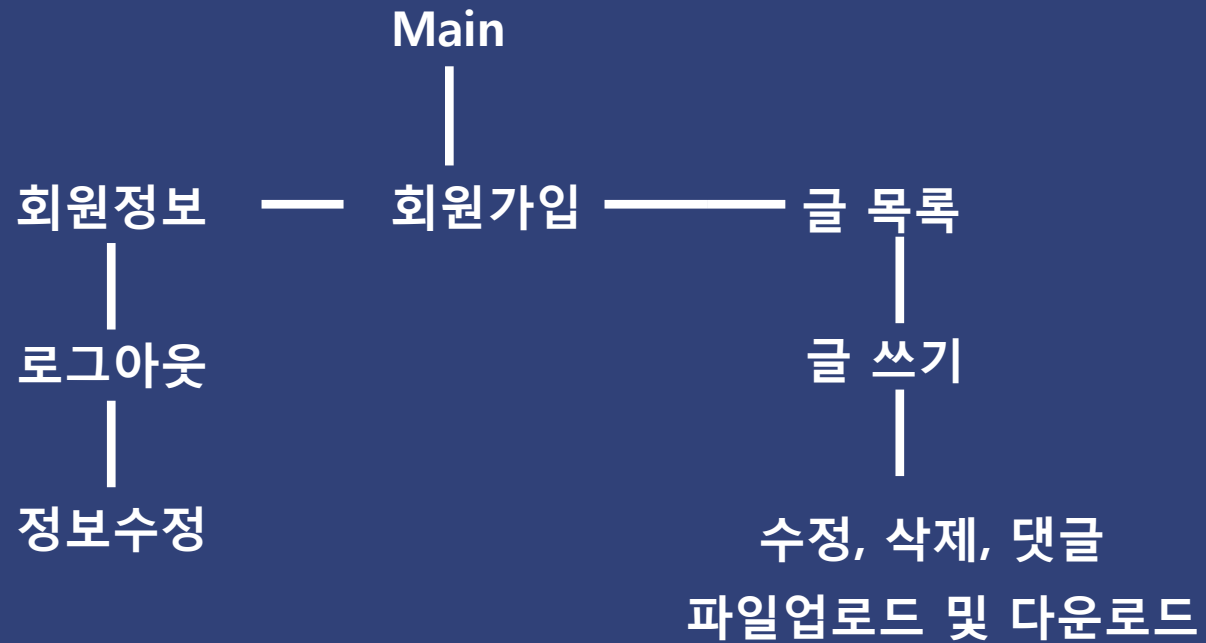 Main
회원정보 회원가입 글 목록
로그아웃 글 쓰기
정보수정
수정, 삭제, 댓글
파일업로드 및 다운로드